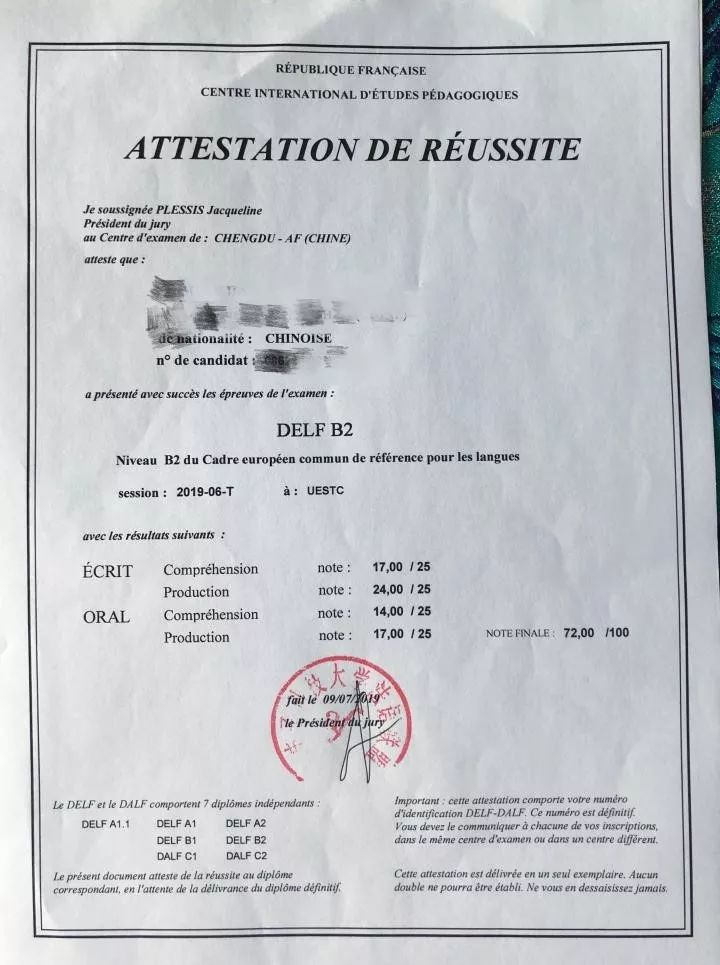 RÉPUBLIQUE FRANÇAISE
CENTRE INTERNATIONAL D'ÉTUDES PÉDAGOGIQUES
ATTESTATION DE RÉUSSITE
Je soussignée PLESSIS Jacqueline
Président du jury
au Centre d'examen de : CHENGDU - AF (CHINE)
atteste que :
de nationalité : CHINOISE
n° de candidat :
a présenté avec succès les épreuves de l'examen :
DELF B2
Niveau B2 du Cadre européen commun de référence pour les langues
session : 2019-06-T à : UESTC
avec les résultats suivants :
ÉCRIT Compréhension note : 17,00 / 25
Production note : 24,00 / 25
ORAL Compréhension note : 14,00 / 25
Production note : 17,00 / 25 NOTE FINALE : 72,00 /100
fait le 09/07/2019
le Président du jury
Le DELF et le DALF comportent 7 diplômes indépendants :
DELF A1.1 DELF A1 DELF A2
DELF B1 DELF B2
DALF C1 DALF C2
Le présent document atteste de la réussite au diplôme
correspondant, en l'attente de la délivrance du diplôme définitif.
Important : cette attestation comporte votre numéro
d'identification DELF-DALF. Ce numéro est définitif.
Vous devez le communiquer à chacune de vos inscriptions,
dans le même centre d'examen ou dans un centre différent.
Cette attestation est délivrée en un seul exemplaire. Aucun
double ne pourra être établi. Ne vous en dessaisissez jamais.